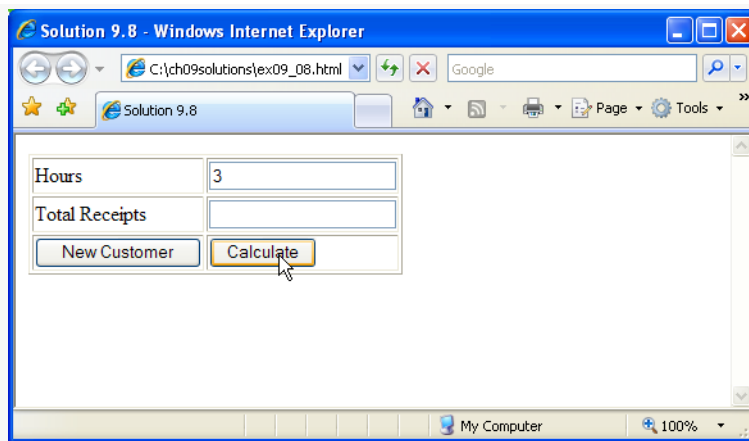 Solution 9.8 - Windows Internet Explorer
C:\ch09solutions\ex09_08.html
Google
Solution 9.8
Page
Tools
»
Hours
3
Total Receipts
New Customer
Calculate
My Computer
100%